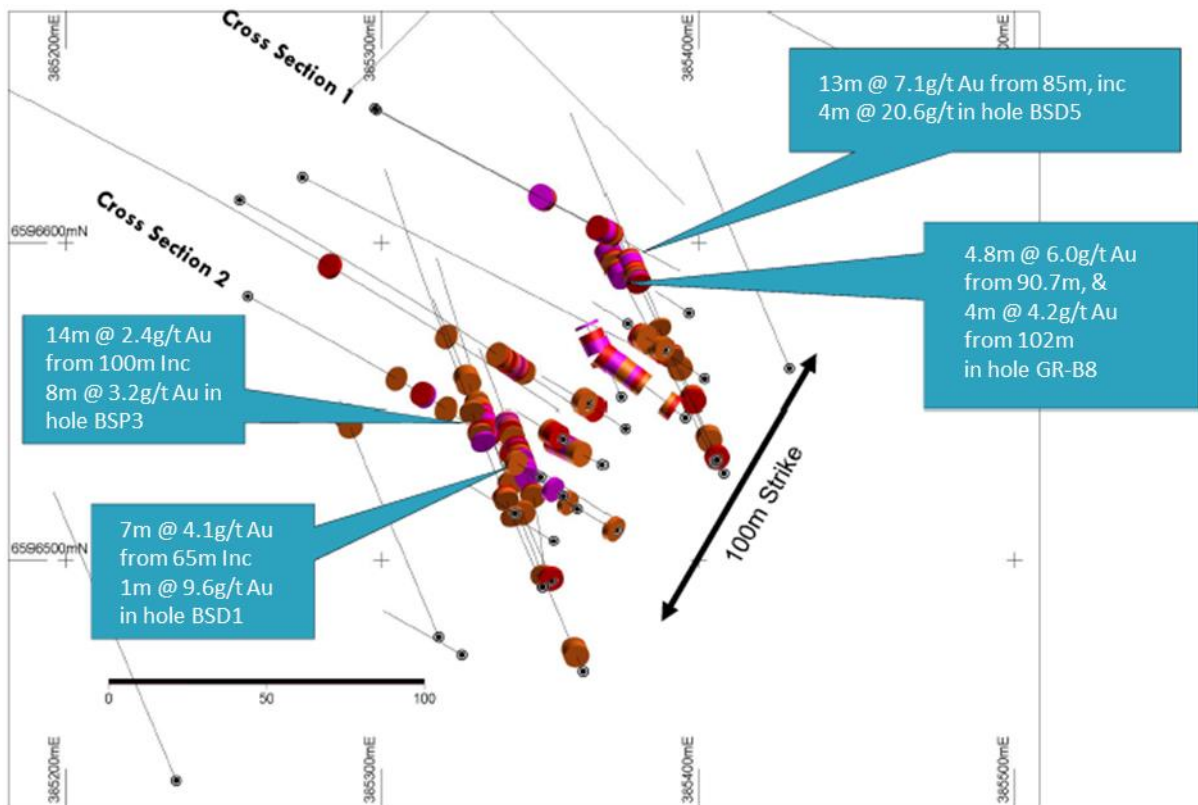 385200mE
385300mE
385400mE
Cross Section 1
13m @ 7.1g/t Au from 85m, inc
4m @ 20.6g/t in hole BSD5
6596600mN
Cross Section 2
4.8m @ 6.0g/t Au
from 90.7m, &
4m @ 4.2g/t Au
from 102m
in hole GR-B8
14m @ 2.4g/t Au
from 100m Inc
8m @ 3.2g/t Au in
hole BSP3
100m Strike
7m @ 4.1g/t Au
from 65m Inc
1m @ 9.6g/t Au
in hole BSD1
6596500mN
0
50
100
385200mE
385300mE
385400mE
385500mE